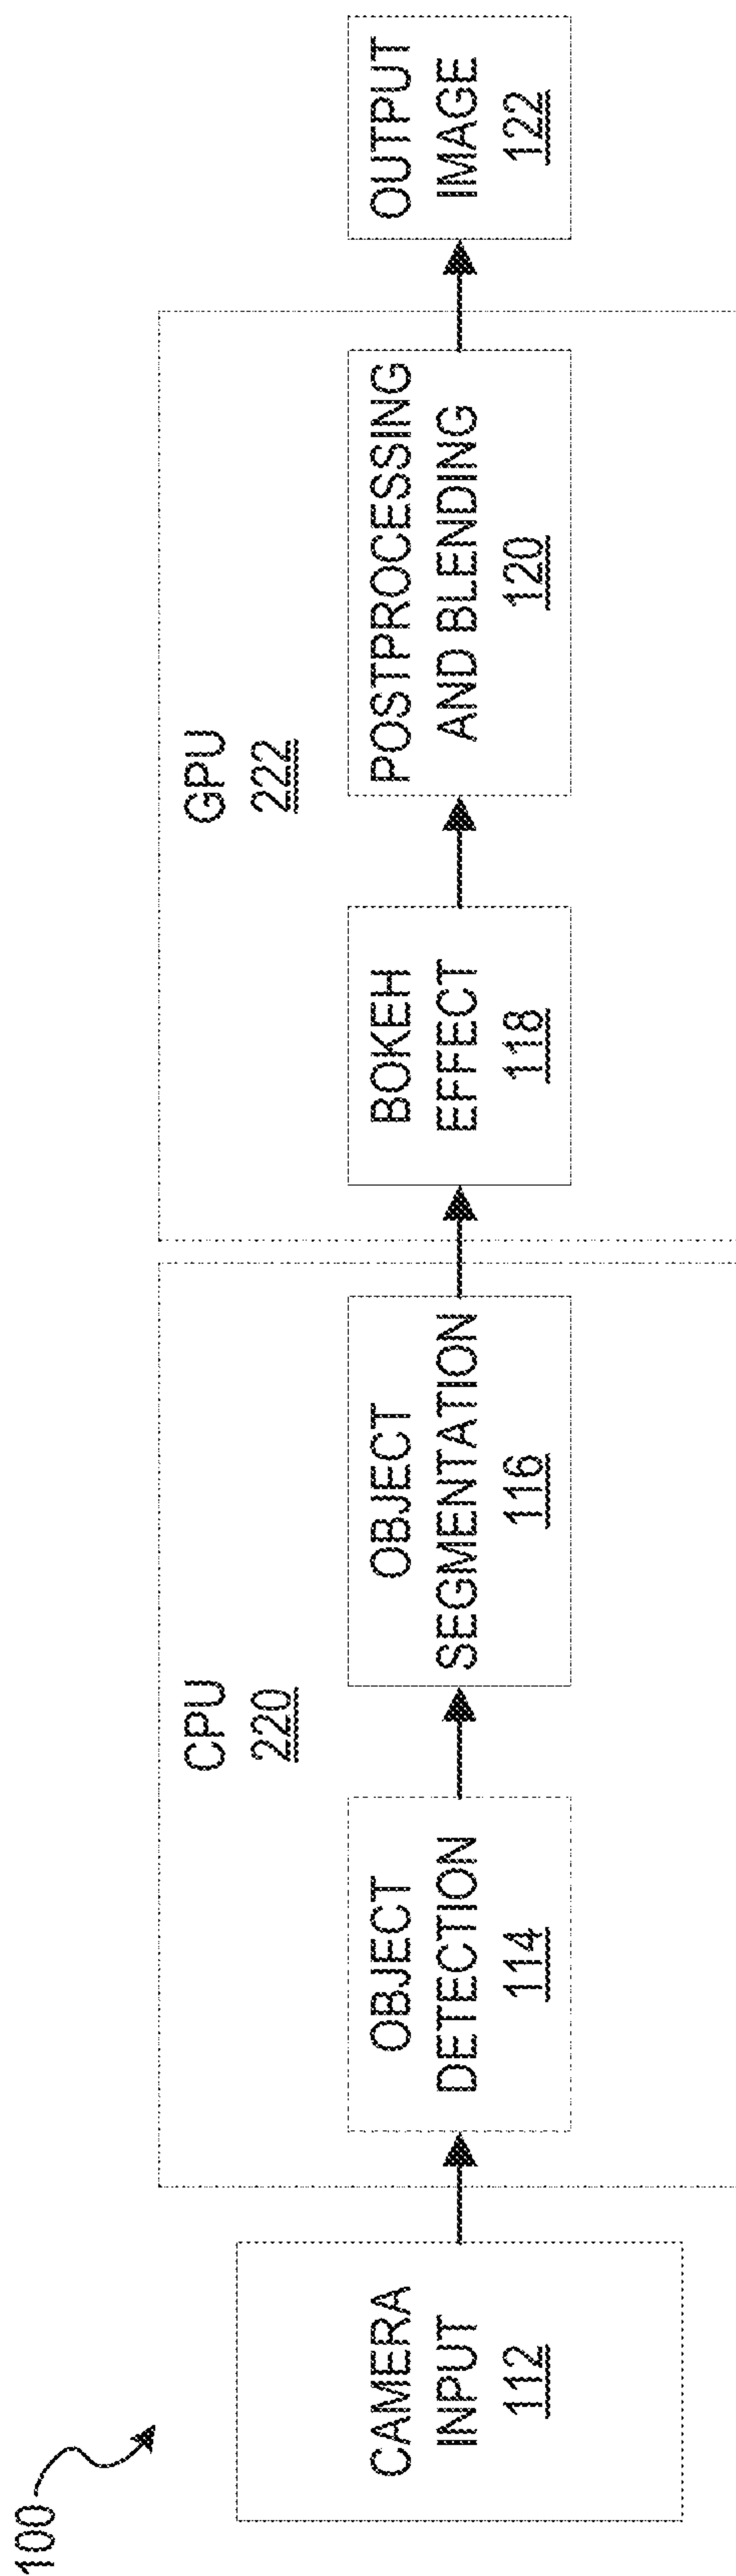 100
CAMERA
INPUT
112
CPU
220
OBJECT
DETECTION
114
OBJECT
SEGMENTATION
116
GPU
222
BOKEH
EFFECT
118
POSTPROCESSING
AND BLENDING
120
OUTPUT
IMAGE
122